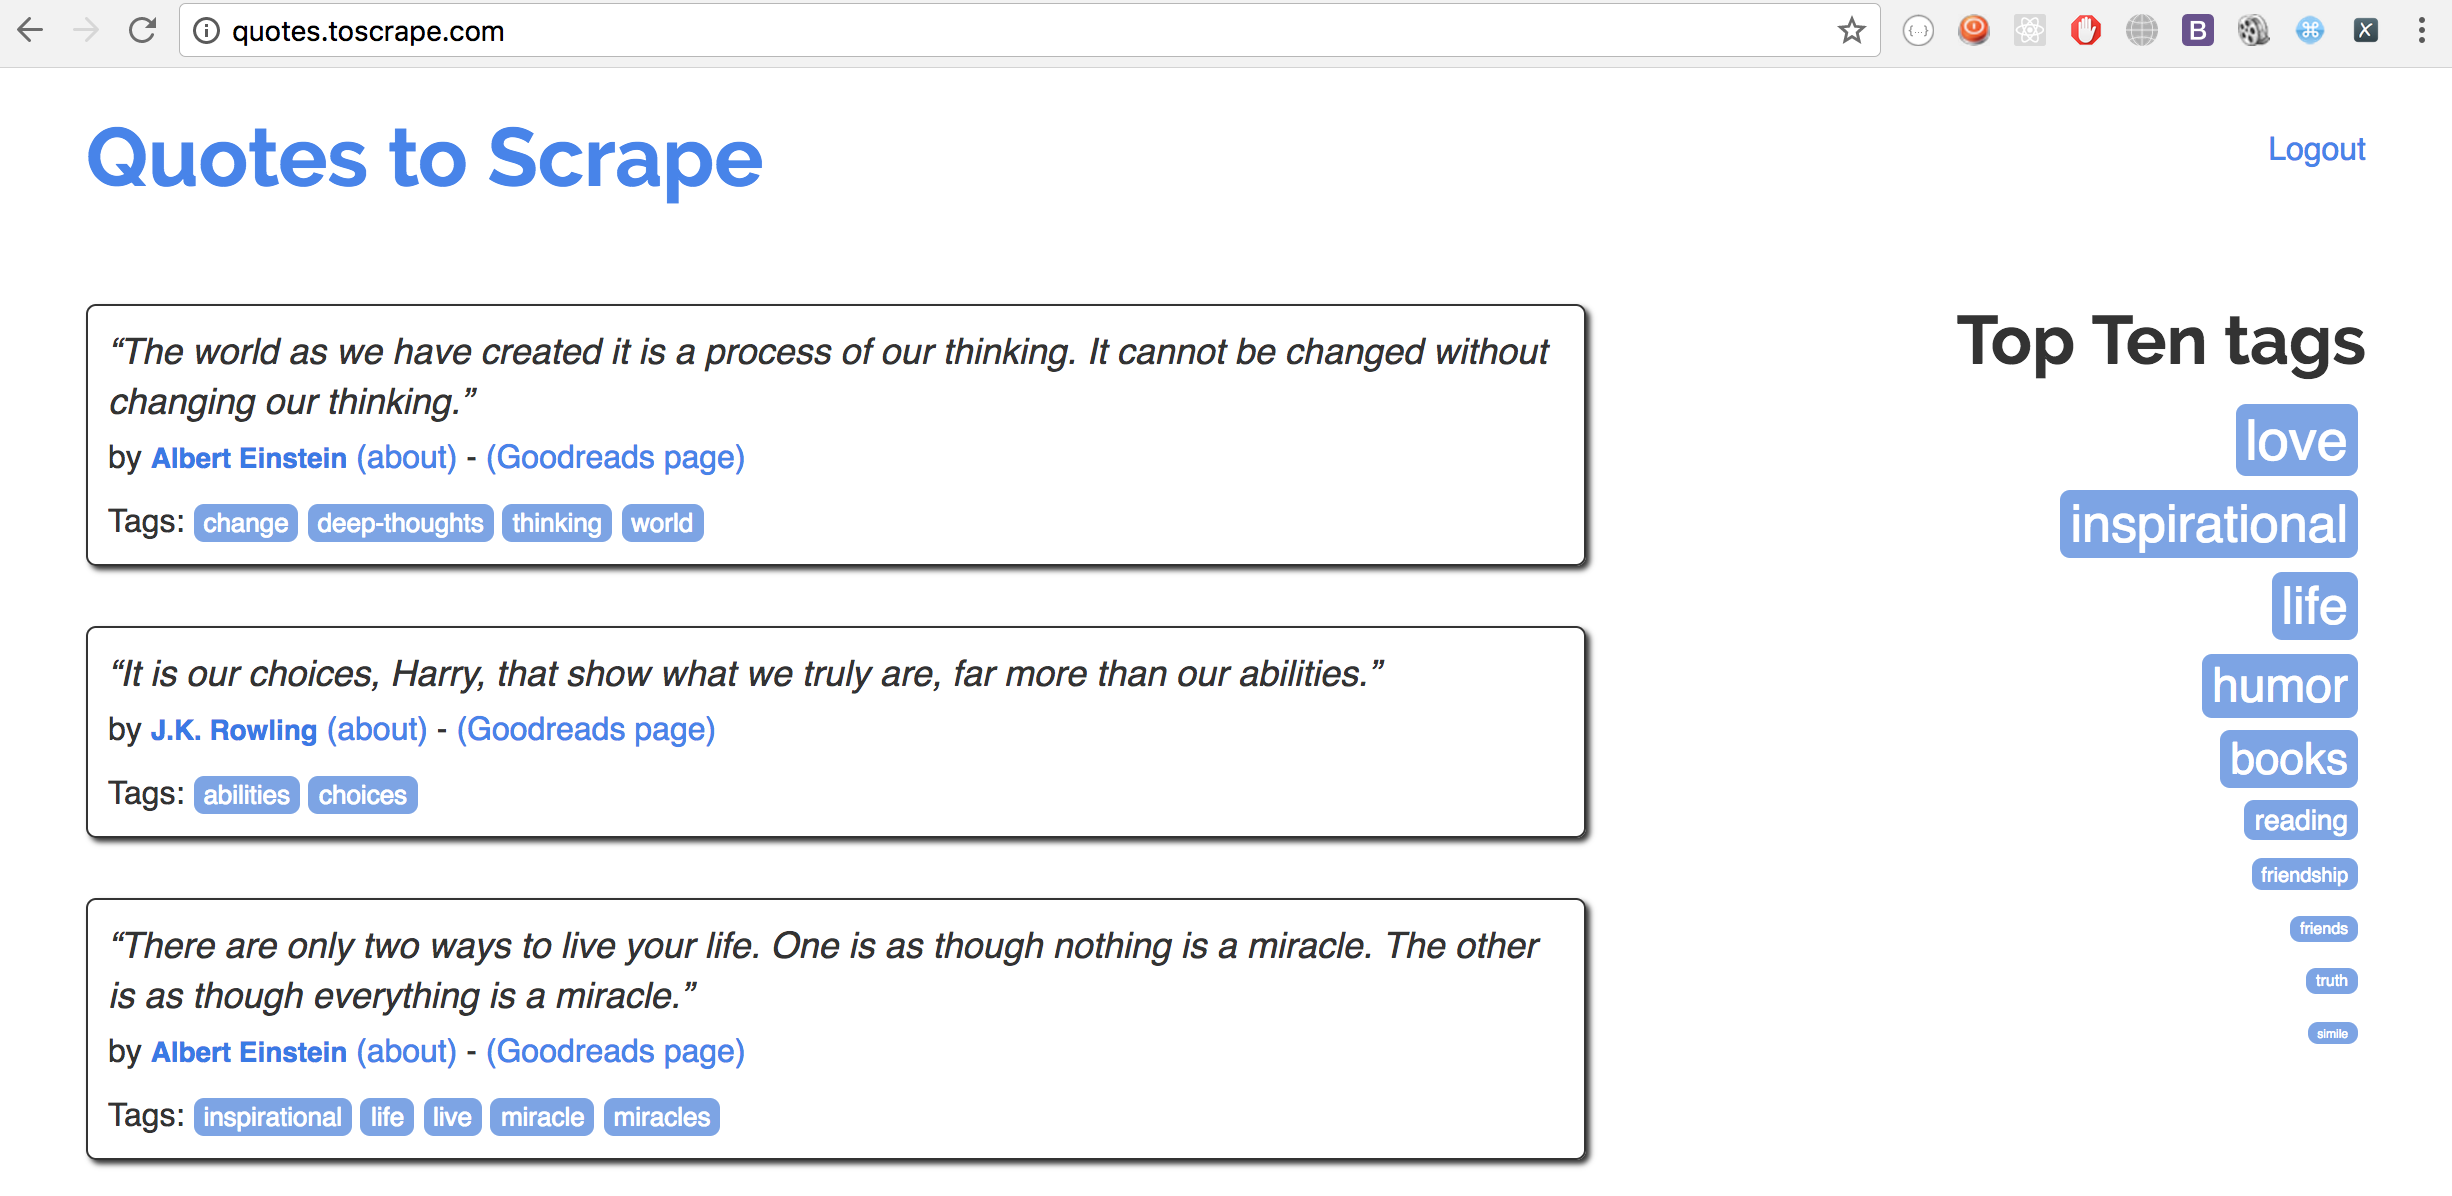 quotes.toscrape.com
Quotes to Scrape
Logout
“The world as we have created it is a process of our thinking. It cannot be changed without
changing our thinking.”
by Albert Einstein (about) - (Goodreads page)
Tags: change deep-thoughts thinking world
“It is our choices, Harry, that show what we truly are, far more than our abilities.”
by J.K. Rowling (about) - (Goodreads page)
Tags: abilities choices
“There are only two ways to live your life. One is as though nothing is a miracle. The other
is as though everything is a miracle.”
by Albert Einstein (about) - (Goodreads page)
Tags: inspirational life live miracle miracles
Top Ten tags
love
inspirational
life
humor
books
reading
friendship
friends
truth
simile